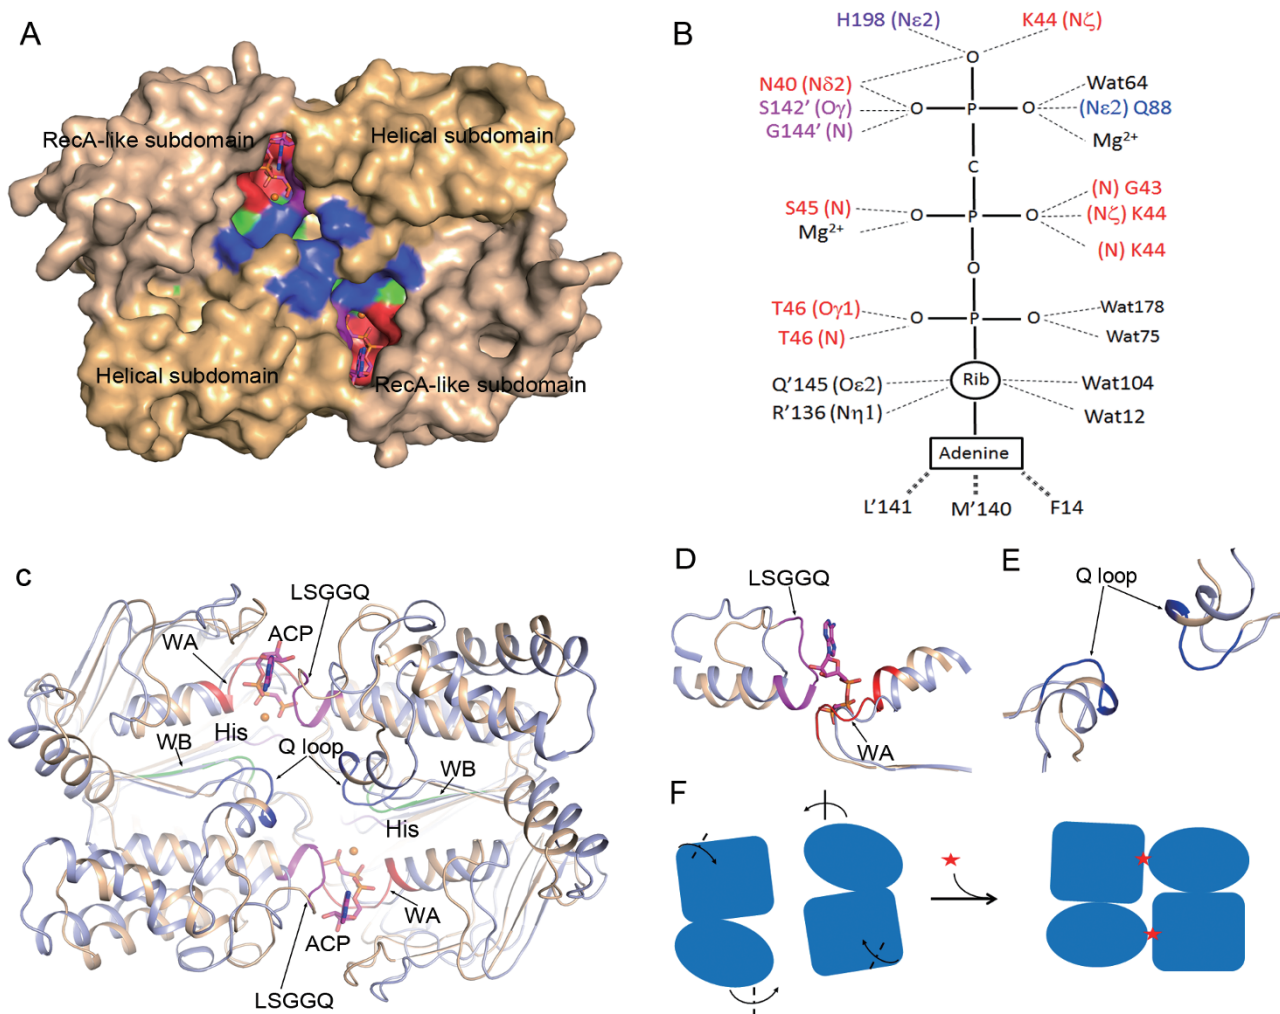 A
RecA-like subdomain
Helical subdomain
Helical subdomain
RecA-like subdomain
B
H198 (Nε2)
K44 (Nζ)
O
N40 (Nδ2)
S142' (Oγ)
G144' (N)
O P O
Wat64
(Nε2) Q88
Mg2+
C
S45 (N)
Mg2+
O P O
(N) G43
(Nζ) K44
(N) K44
O
T46 (Oγ1)
T46 (N)
O P O
Wat178
Wat75
Q'145 (Oε2)
R'136 (Nη1)
Rib
Wat104
Wat12
Adenine
L'141
M'140
F14
c
LSGGQ
ACP
WA
His
WB
Q loop
WB
His
WA
ACP
LSGGQ
D
LSGGQ
WA
E
Q loop
F